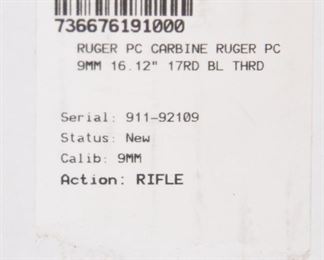 736676191000
RUGER PC CARBINE RUGER PC
9MM 16.12" 17RD BL THRD
Serial: 911-92109
Status: New
Calib: 9MM
Action: RIFLE